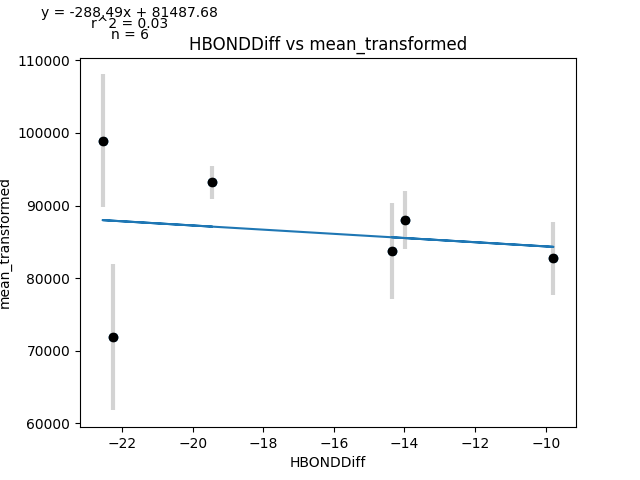 y = -288.49x + 81487.68
r^2 = 0.03
n = 6
HBONDDiff vs mean_transformed
110000
100000
90000
80000
70000
60000
mean_transformed
−22
−20
−18
−16
−14
−12
−10
HBONDDiff